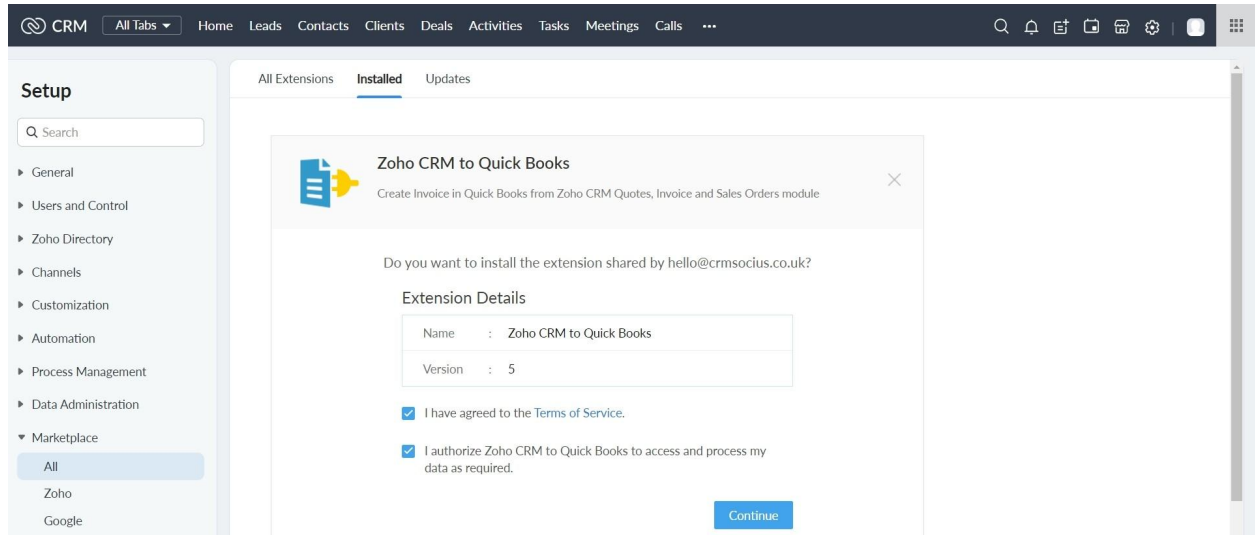 CRM All Tabs Home Leads Contacts Clients Deals Activities Tasks Meetings Calls ...
Setup
Search
General
Users and Control
Zoho Directory
Channels
Customization
Automation
Process Management
Data Administration
Marketplace
All
Zoho
Google
All Extensions Installed Updates
Zoho CRM to Quick Books
Create Invoice in Quick Books from Zoho CRM Quotes, Invoice and Sales Orders module
Do you want to install the extension shared by hello@crmsocius.co.uk?
Extension Details
Name : Zoho CRM to Quick Books
Version : 5
I have agreed to the Terms of Service.
I authorize Zoho CRM to Quick Books to access and process my
data as required.
Continue